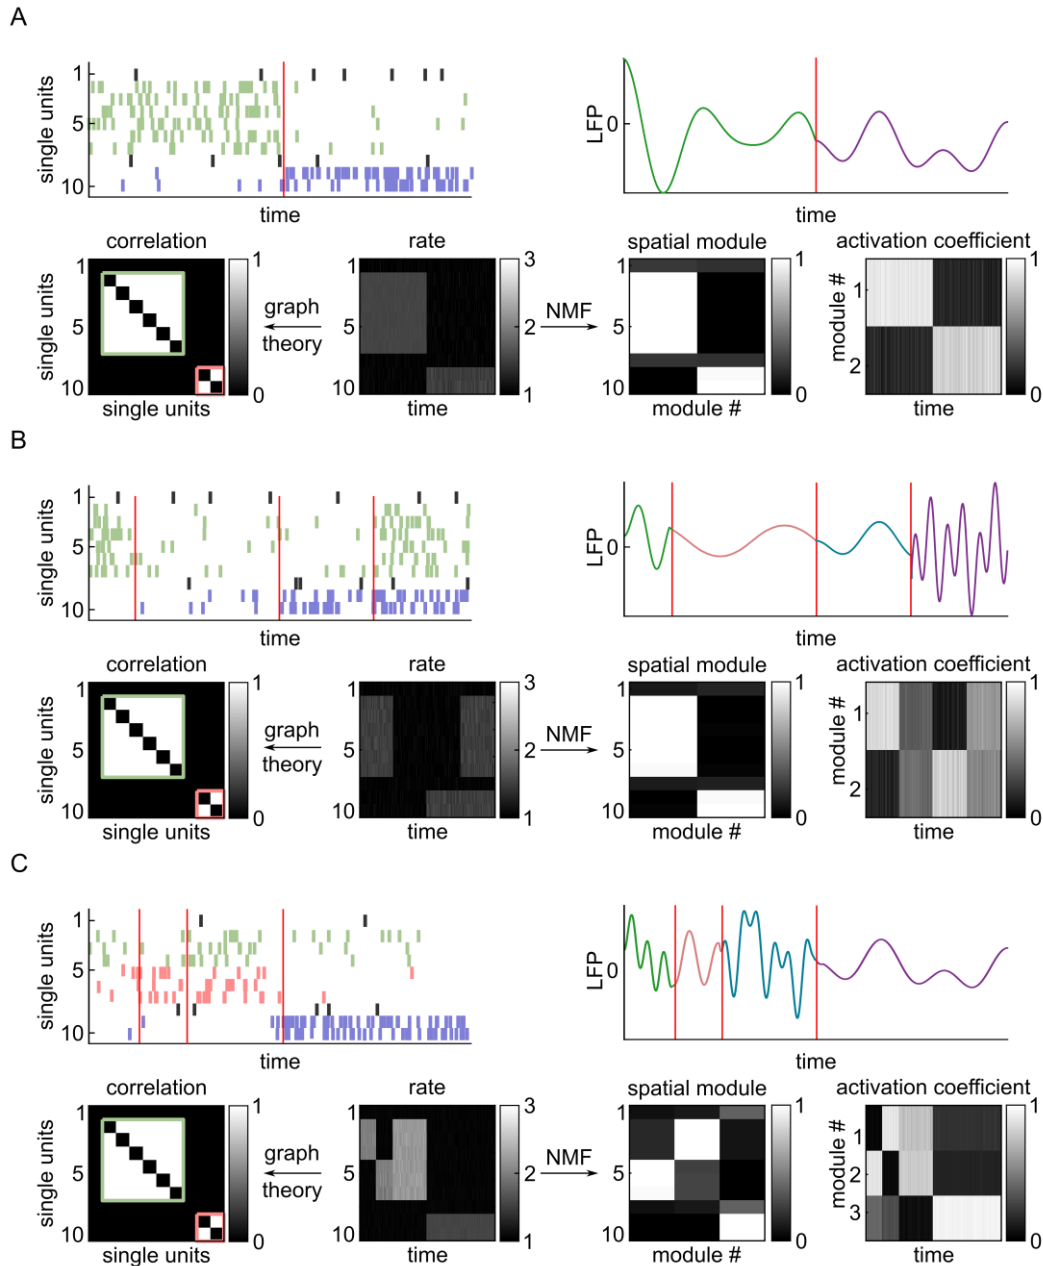 A
single units
1
5
10
time
LFP
0
time
correlation
single units
1
5
10
single units
1
0
graph
theory
rate
1
5
10
time
3
2
1
NMF
spatial module
1
5
10
module #
1
0
activation coefficient
module #
1
2
time
1
0
B
single units
1
5
10
time
LFP
0
time
correlation
single units
1
5
10
single units
1
0
graph
theory
rate
1
5
10
time
3
2
1
NMF
spatial module
1
5
10
module #
1
0
activation coefficient
module #
1
2
time
1
0
C
single units
1
5
10
time
LFP
0
time
correlation
single units
1
5
10
single units
1
0
graph
theory
rate
1
5
10
time
3
2
1
NMF
spatial module
1
5
10
module #
1
0
activation coefficient
module #
1
2
3
time
1
0